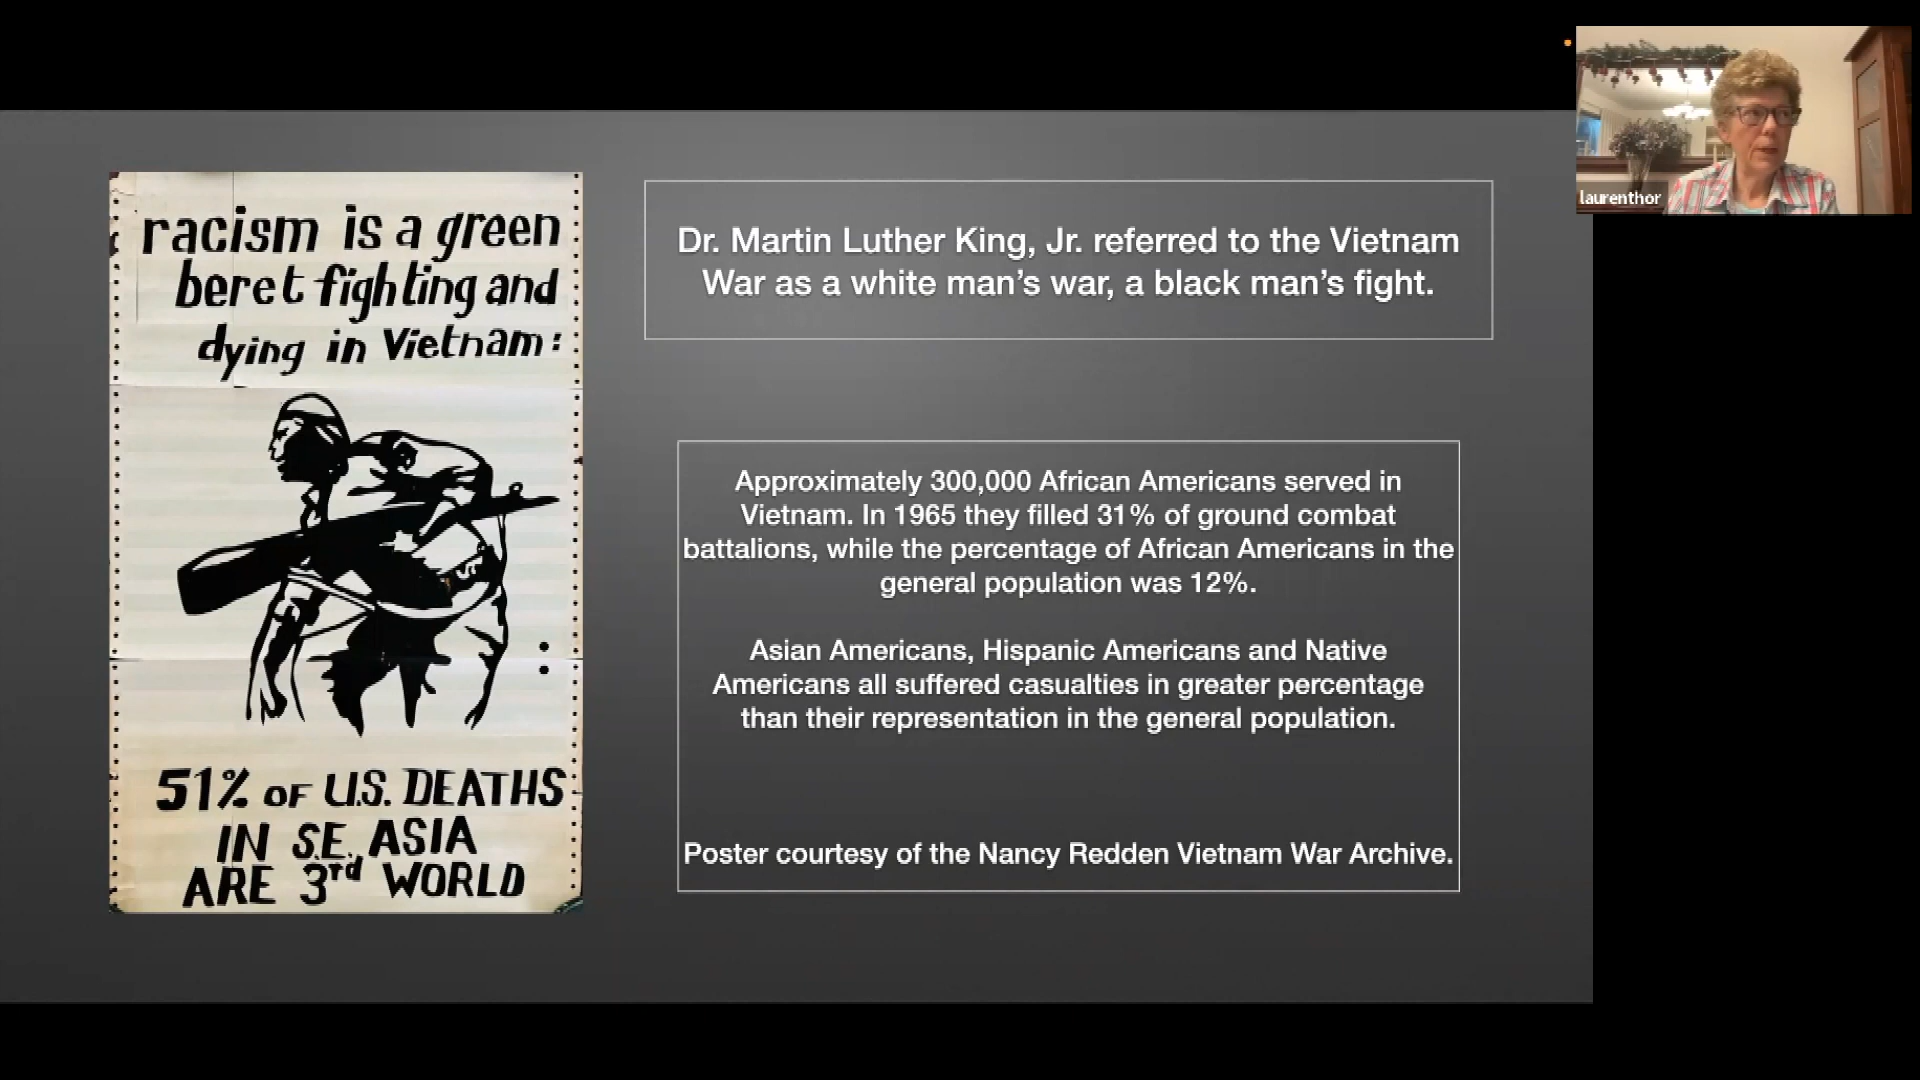 racism is a green
beret fighting and
dying in Vietnam:
51% OF U.S. DEATHS
IN S.E. ASIA
ARE 3rd WORLD
Dr. Martin Luther King, Jr. referred to the Vietnam
War as a white man's war, a black man's fight.
Approximately 300,000 African Americans served in
Vietnam. In 1965 they filled 31% of ground combat
battalions, while the percentage of African Americans in the
general population was 12%.
Asian Americans, Hispanic Americans and Native
Americans all suffered casualties in greater percentage
than their representation in the general population.
Poster courtesy of the Nancy Redden Vietnam War Archive.
laurenthor